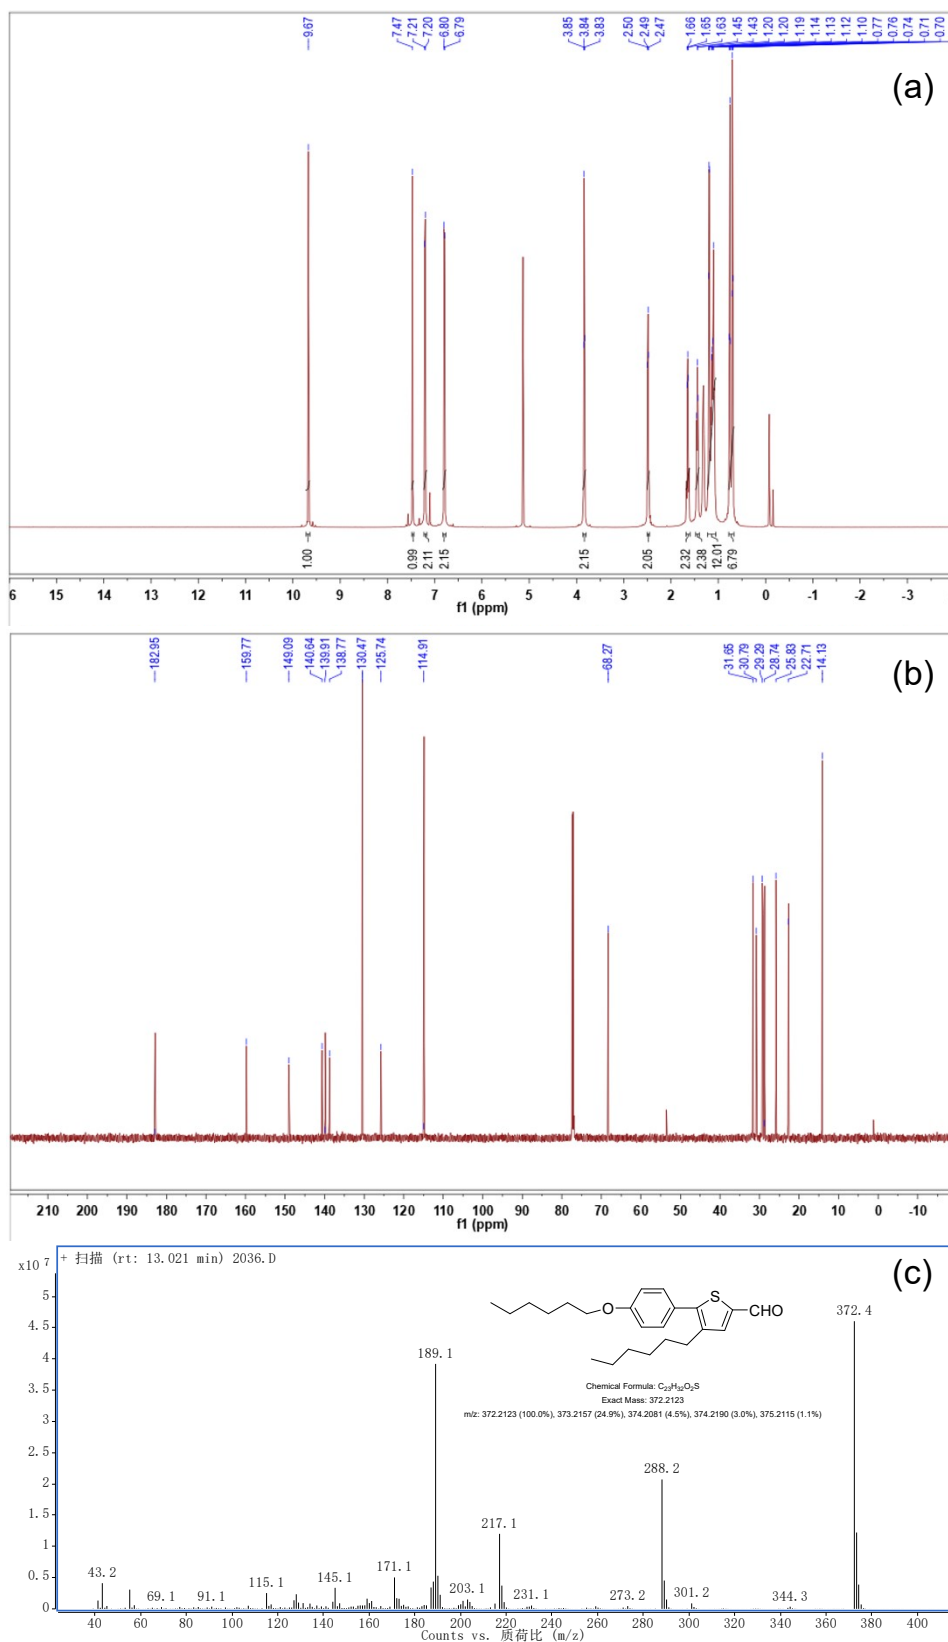 9.67 7.47 7.21 7.20 6.80 6.79 3.85 3.84 3.83 2.50 2.49 2.47 1.66 1.65 1.63 1.45 1.43 1.20 1.20 1.19 1.14 1.13 1.12 1.10 0.77 0.76 0.74 0.71 0.70
(a)
1.00 0.99 2.11 2.15 2.15 2.05 2.32 2.38 12.01 6.79
6 15 14 13 12 11 10 9 8 7 6 5 4 3 2 1 0 -1 -2 -3
f1 (ppm)
182.95 159.77 149.09 140.64 139.91 138.77 130.47 125.74 114.91 68.27 31.65 30.79 29.29 28.74 25.83 22.71 14.13
(b)
210 200 190 180 170 160 150 140 130 120 110 100 90 80 70 60 50 40 30 20 10 0 -10
f1 (ppm)
x10 7 + 扫描 (rt: 13.021 min) 2036.D
(c)
5
4.5
4
3.5
3
2.5
2
1.5
1
0.5
0
372.4
189.1
288.2
217.1
171.1
43.2 69.1 91.1 115.1 145.1 203.1 231.1 273.2 301.2 344.3
O S CHO
Chemical Formula: C23H32O2S
Exact Mass: 372.2123
m/z: 372.2123 (100.0%), 373.2157 (24.9%), 374.2081 (4.5%), 374.2190 (3.0%), 375.2115 (1.1%)
40 60 80 100 120 140 160 180 200 220 240 260 280 300 320 340 360 380 400
Counts vs. 质荷比 (m/z)